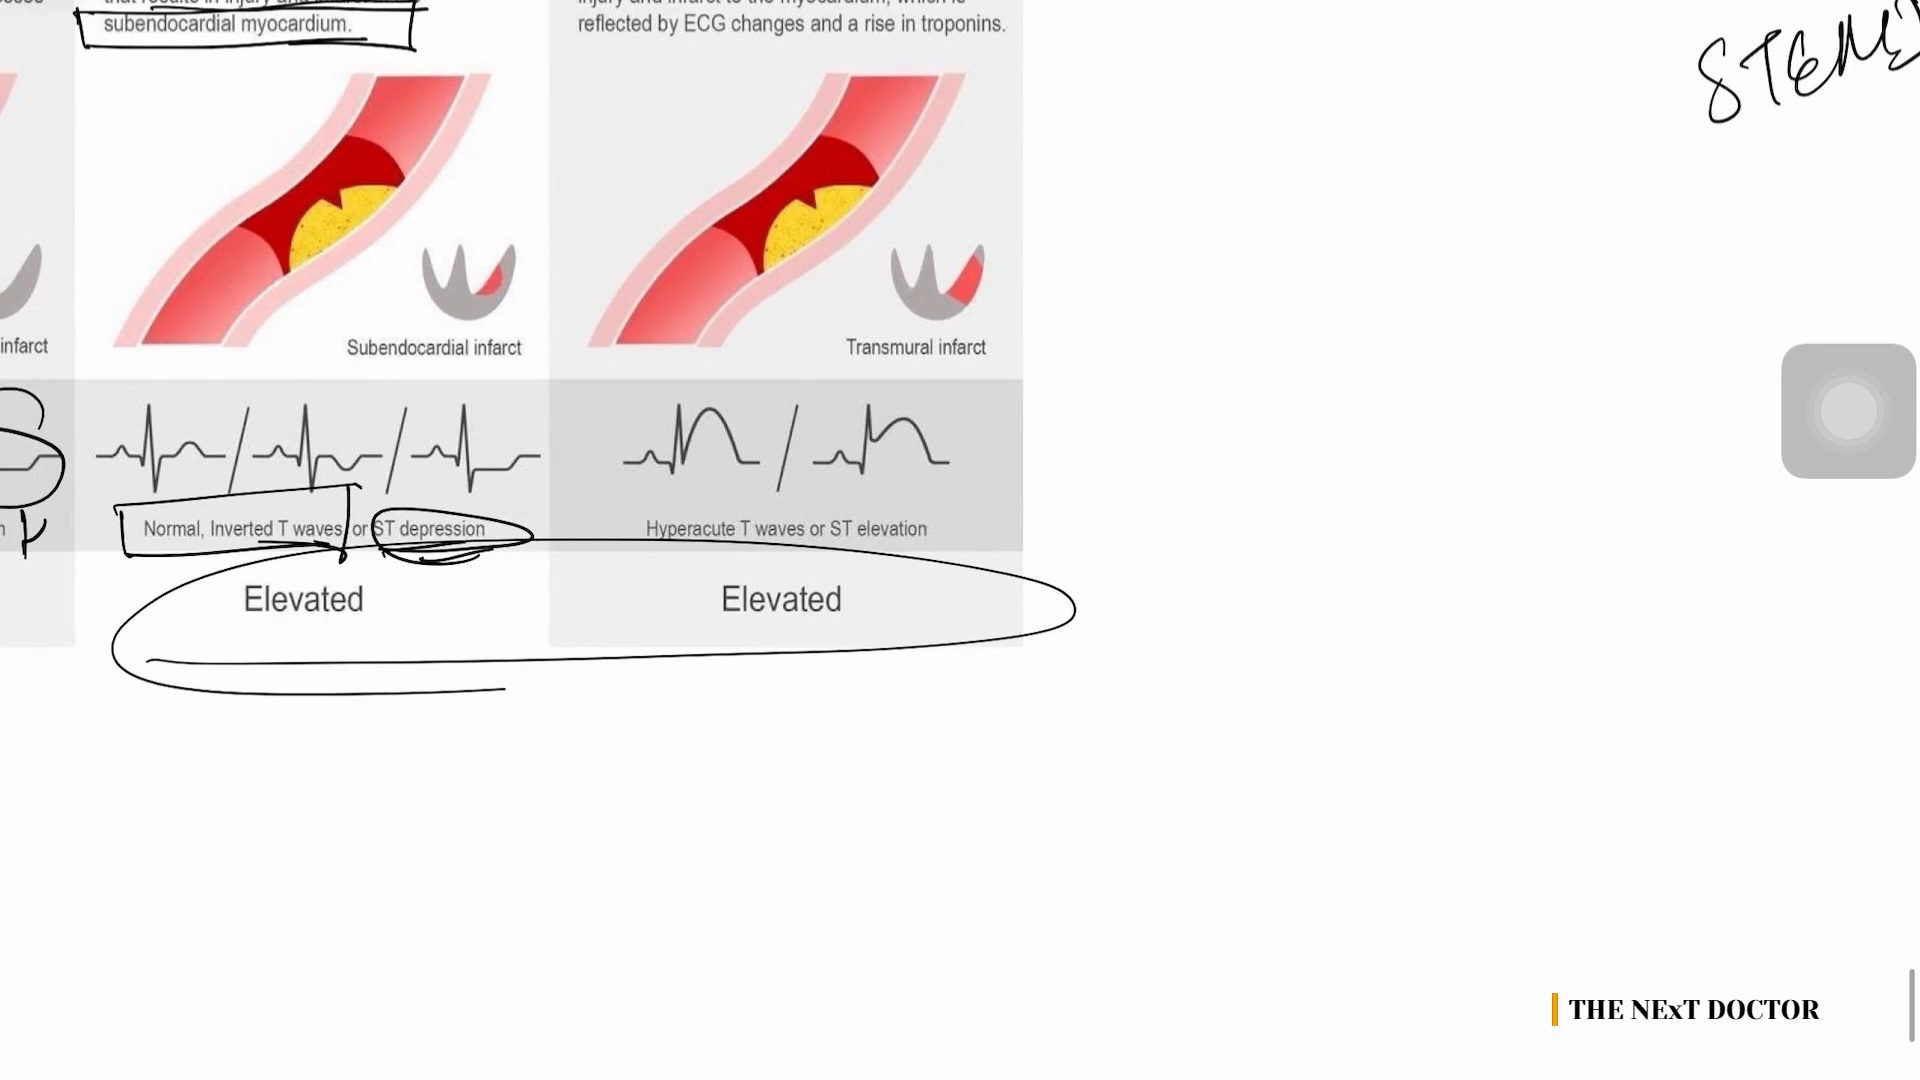 subendocardial myocardium.
reflected by ECG changes and a rise in troponins.
STEMI
infarct
Subendocardial infarct
Transmural infarct
Normal, Inverted T waves, or ST depression
Hyperacute T waves or ST elevation
Elevated
Elevated
THE NExT DOCTOR